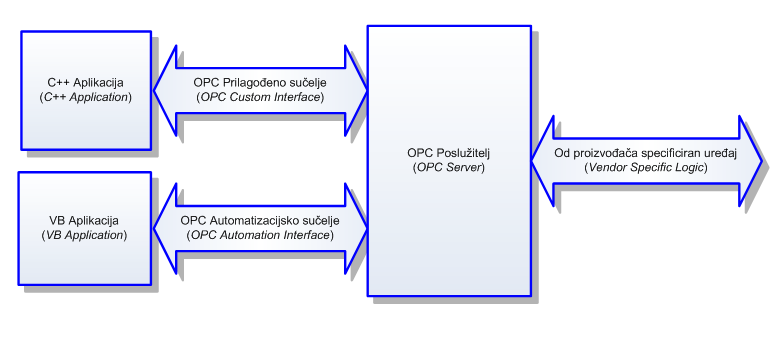 C++ Aplikacija
(C++ Application)
OPC Prilagođeno sučelje
(OPC Custom Interface)
VB Aplikacija
(VB Application)
OPC Automatizacijsko sučelje
(OPC Automation Interface)
OPC Poslužitelj
(OPC Server)
Od proizvođača specificiran uređaj
(Vendor Specific Logic)